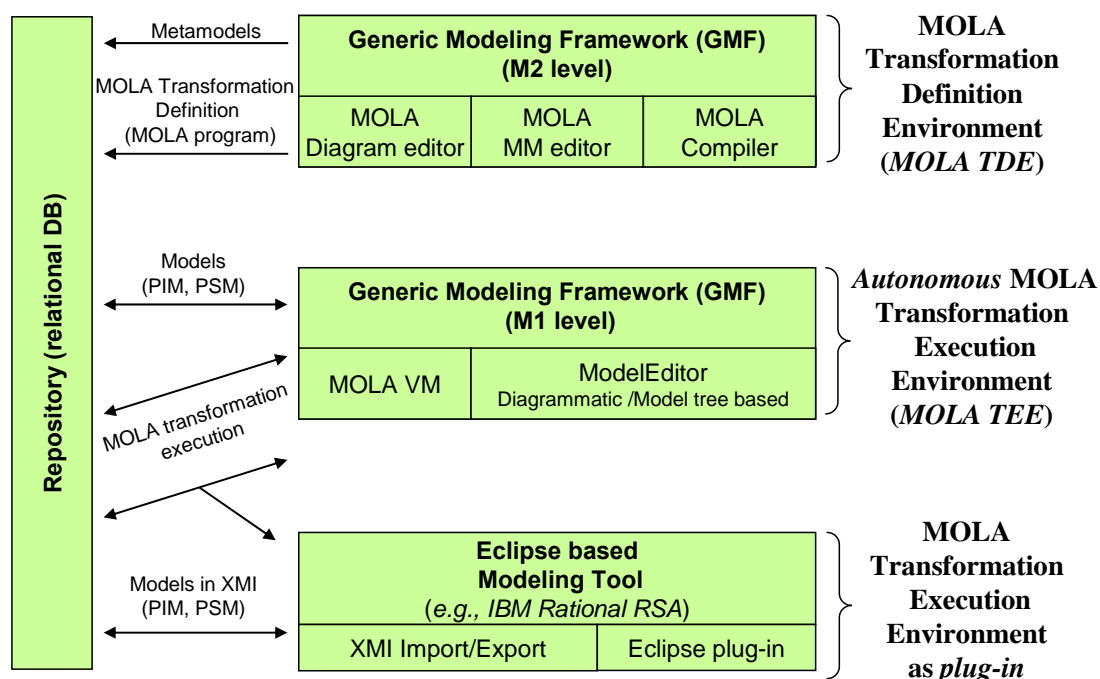 Repository (relational DB)
Metamodels
MOLA Transformation
Definition
(MOLA program)
Generic Modeling Framework (GMF)
(M2 level)
MOLA
Diagram editor
MOLA
MM editor
MOLA
Compiler
MOLA
Transformation
Definition
Environment
(MOLA TDE)
Models
(PIM, PSM)
Generic Modeling Framework (GMF)
(M1 level)
MOLA VM
ModelEditor
Diagrammatic /Model tree based
Autonomous MOLA
Transformation
Execution
Environment
(MOLA TEE)
MOLA transformation
execution
Models in XMI
(PIM, PSM)
Eclipse based
Modeling Tool
(e.g., IBM Rational RSA)
XMI Import/Export
Eclipse plug-in
MOLA
Transformation
Execution
Environment
as plug-in